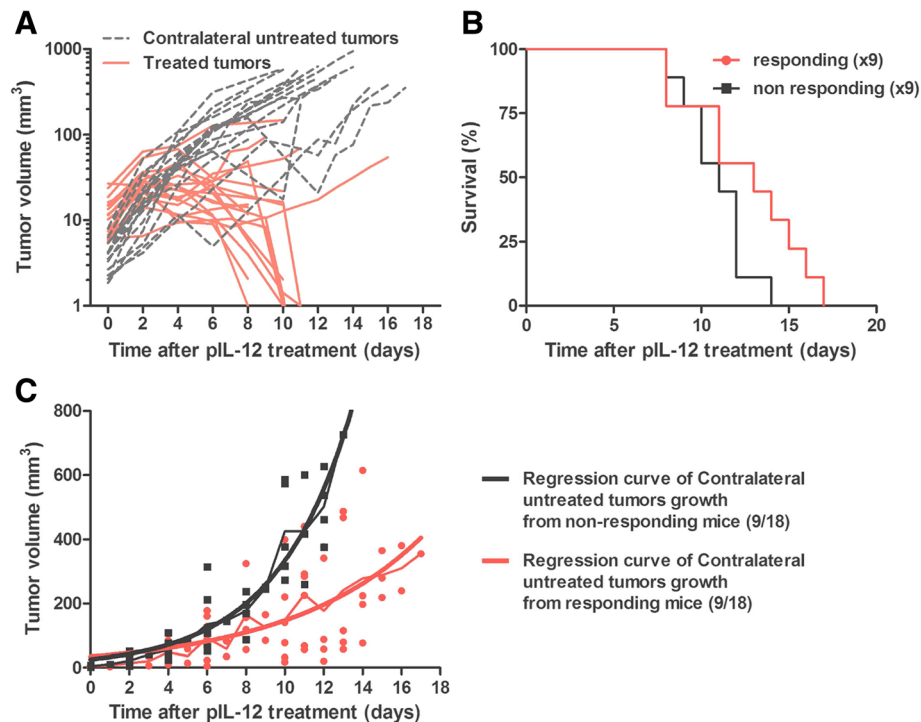 A
Contralateral untreated tumors
Treated tumors
Tumor volume (mm³)
1000
100
10
1
0 2 4 6 8 10 12 14 16 18
Time after pIL-12 treatment (days)
B
responding (x9)
non responding (x9)
Survival (%)
100
75
50
25
0
0 5 10 15 20
Time after pIL-12 treatment (days)
C
Tumor volume (mm³)
800
600
400
200
0
0 2 4 6 8 10 12 14 16 18
Time after pIL-12 treatment (days)
Regression curve of Contralateral
untreated tumors growth
from non-responding mice (9/18)
Regression curve of Contralateral
untreated tumors growth
from responding mice (9/18)